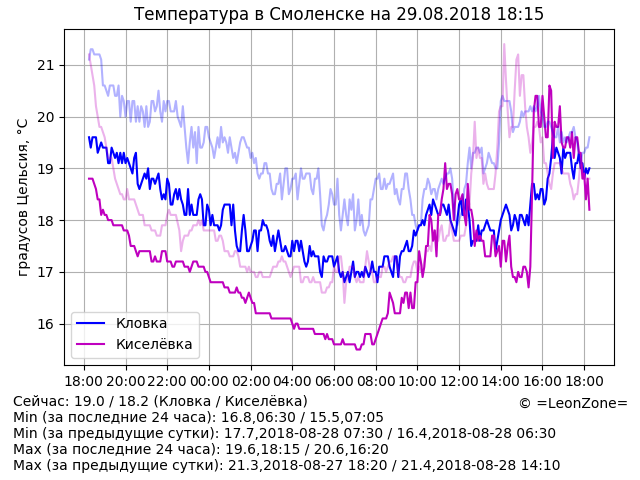 Температура в Смоленске на 29.08.2018 18:15
градусов Цельсия, °C
21
20
19
18
17
16
Кловка
Киселёвка
18:00 20:00 22:00 00:00 02:00 04:00 06:00 08:00 10:00 12:00 14:00 16:00 18:00
Сейчас: 19.0 / 18.2 (Кловка / Киселёвка)
© =LeonZone=
Min (за последние 24 часа): 16.8,06:30 / 15.5,07:05
Min (за предыдущие сутки): 17.7,2018-08-28 07:30 / 16.4,2018-08-28 06:30
Max (за последние 24 часа): 19.6,18:15 / 20.6,16:20
Max (за предыдущие сутки): 21.3,2018-08-27 18:20 / 21.4,2018-08-28 14:10